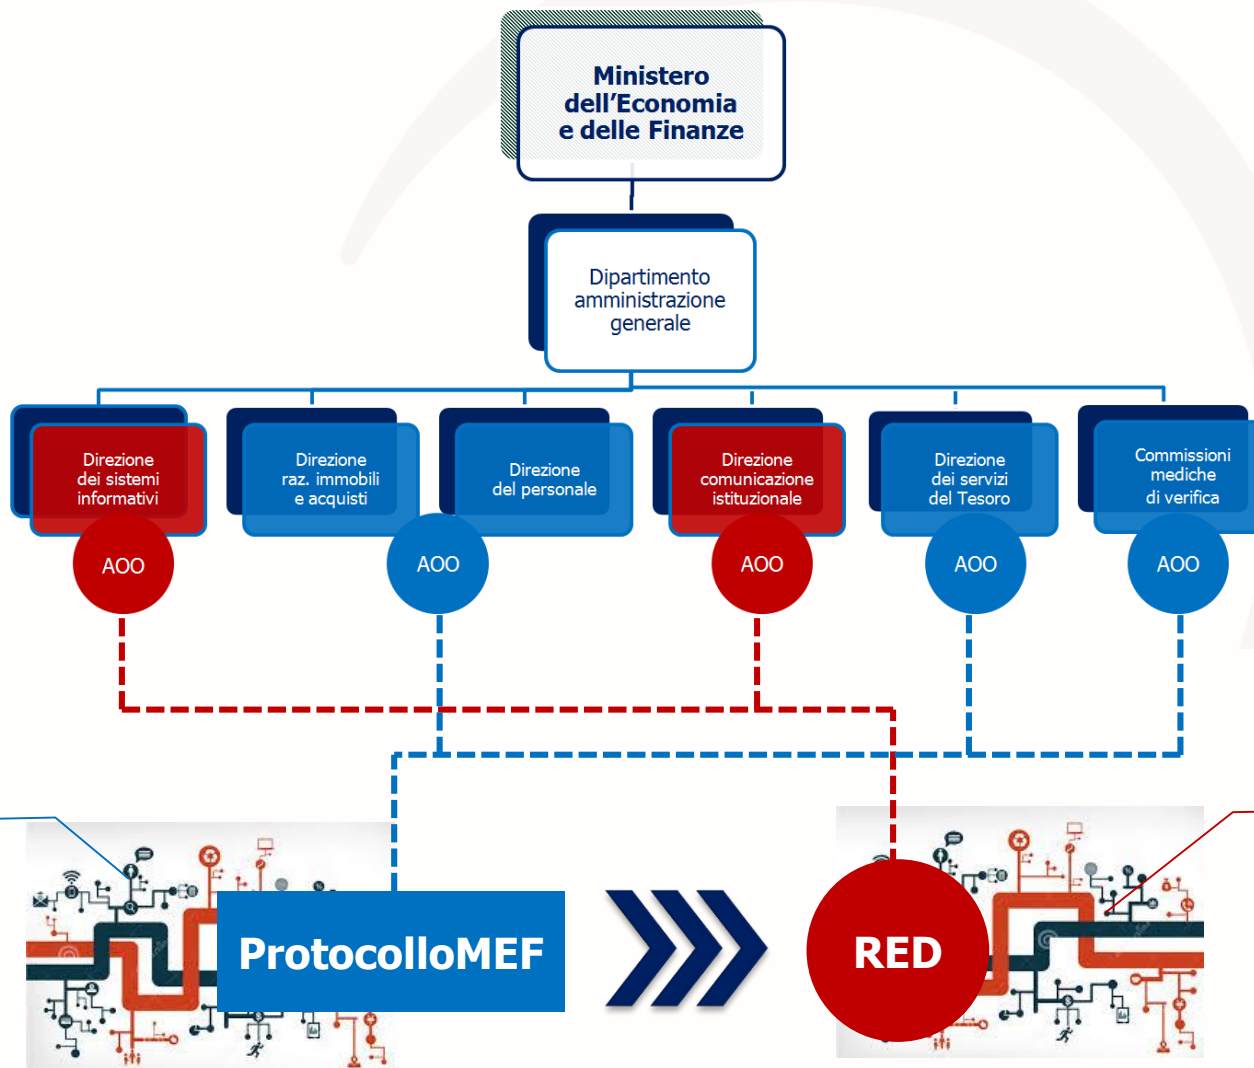 Ministero
dell'Economia
e delle Finanze
Dipartimento
amministrazione
generale
Direzione
dei sistemi
informativi
Direzione
raz. immobili
e acquisti
Direzione
del personale
Direzione
comunicazione
istituzionale
Direzione
dei servizi
del Tesoro
Commissioni
mediche
di verifica
AOO
AOO
AOO
AOO
AOO
ProtocolloMEF
RED